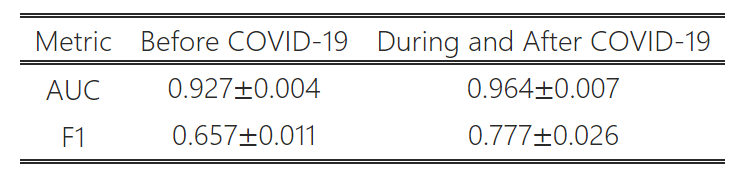 Metric Before COVID-19 During and After COVID-19
AUC 0.927±0.004 0.964±0.007
F1 0.657±0.011 0.777±0.026